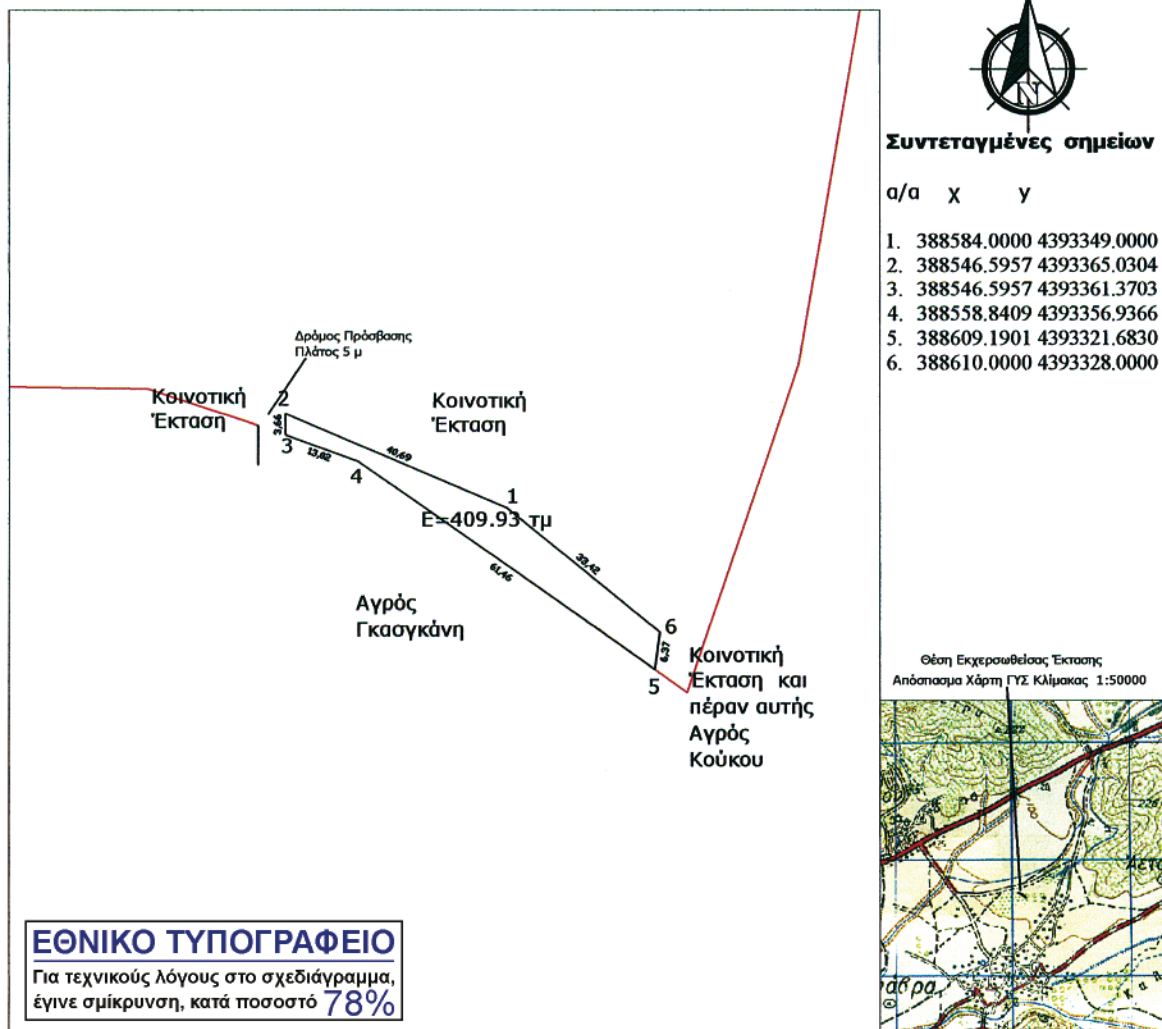 N
Συντεταγμένες σημείων
α/α χ y
1. 388584.0000 4393349.0000
2. 388546.5957 4393365.0304
3. 388546.5957 4393361.3703
4. 388558.8409 4393356.9366
5. 388609.1901 4393321.6830
6. 388610.0000 4393328.0000
Δρόμος Πρόσβασης
Πλάτος 5 μ
Κοινοτική
Έκταση
2
3,66
3
13,02
4
40,69
Κοινοτική
Έκταση
1
Ε=409.93 τμ
61,46
33,42
6
6,37
5
Αγρός
Γκασγκάνη
Κοινοτική
Έκταση και
πέραν αυτής
Αγρός
Κούκου
Θέση Εκχερσωθείσας Έκτασης
Απόσπασμα Χάρτη ΓΥΣ Κλίμακας 1:50000
100
226
ΕΘΝΙΚΟ ΤΥΠΟΓΡΑΦΕΙΟ
Για τεχνικούς λόγους στο σχεδιάγραμμα,
έγινε σμίκρυνση, κατά ποσοστό 78%